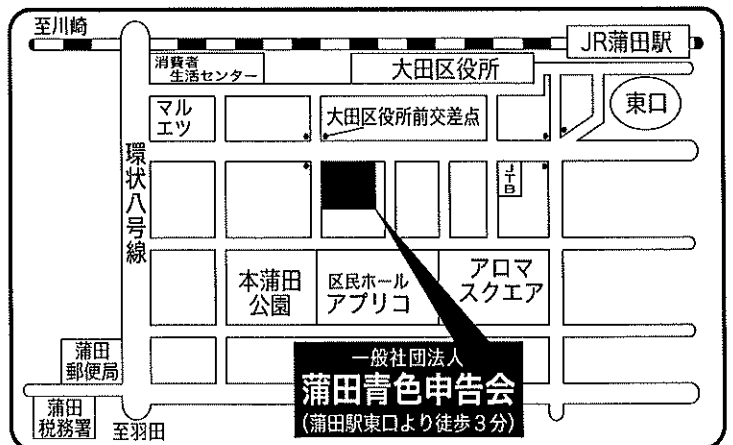 至川崎
JR蒲田駅
消費者
生活センター
大田区役所
東口
マル
エツ
大田区役所前交差点
環状八号線
JTB
本蒲田
公園
区民ホール
アプリコ
アロマ
スクエア
蒲田
郵便局
一般社団法人
蒲田青色申告会
(蒲田駅東口より徒歩3分)
蒲田
税務署
至羽田